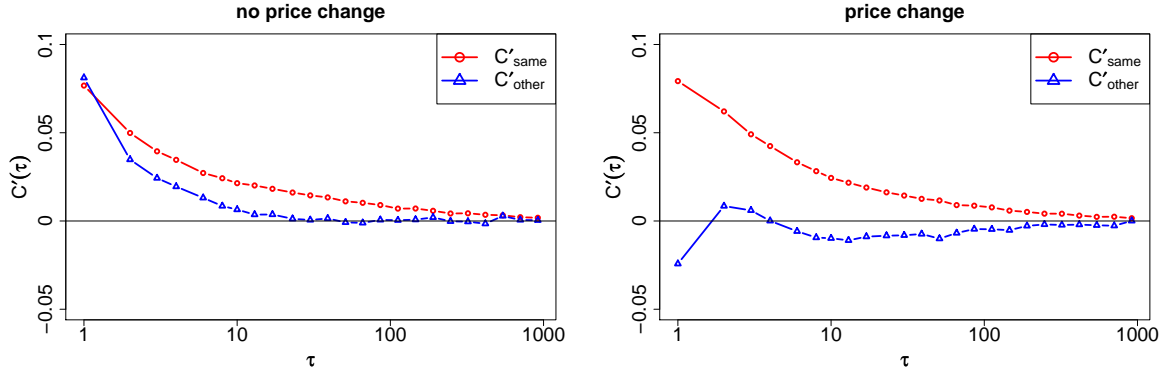 no price change
C′(τ)
0.1
0.05
0
−0.05
1
10
100
1000
τ
C′same
C′other
price change
C′(τ)
0.1
0.05
0
−0.05
1
10
100
1000
τ
C′same
C′other